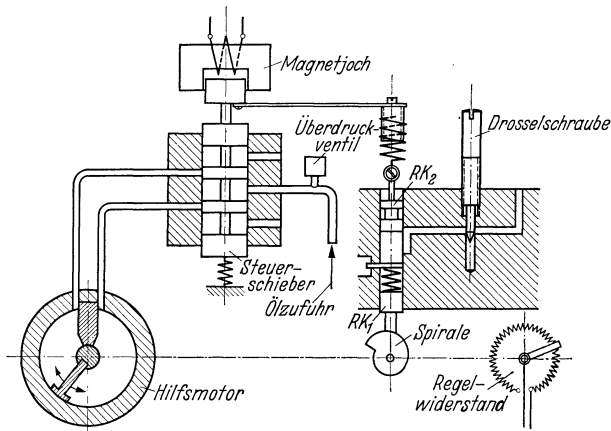 Magnetjoch
Überdruck-
ventil
Drosselschraube
RK2
Steuer-
schieber
Ölzufuhr
RK1
Spirale
Hilfsmotor
Regel-
widerstand